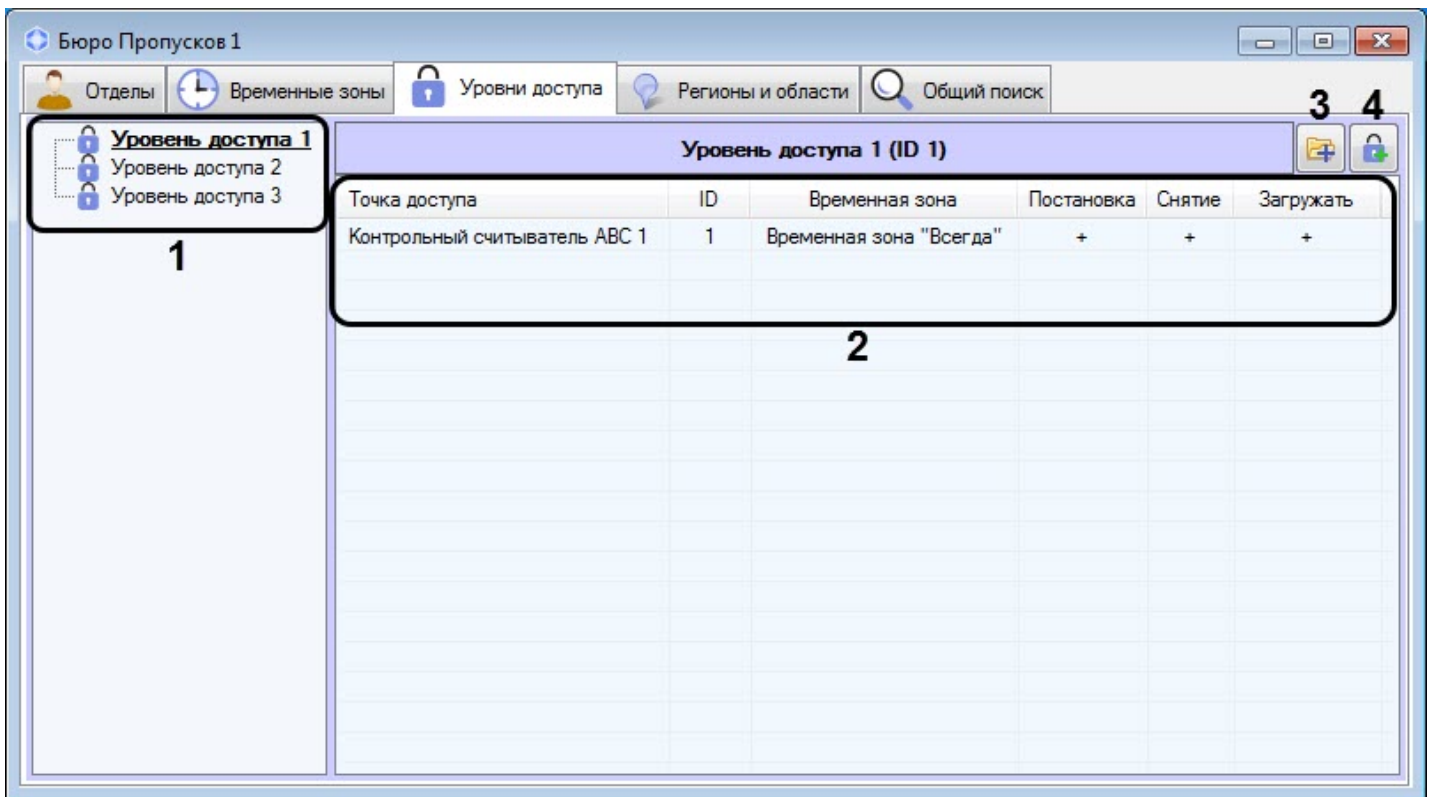 Бюро Пропусков 1
Отделы Временные зоны Уровни доступа Регионы и области Общий поиск
3 4
Уровень доступа 1
Уровень доступа 2
Уровень доступа 3
1
Уровень доступа 1 (ID 1)
Точка доступа ID Временная зона Постановка Снятие Загружать
Контрольный считыватель ABC 1 1 Временная зона "Всегда" + + +
2